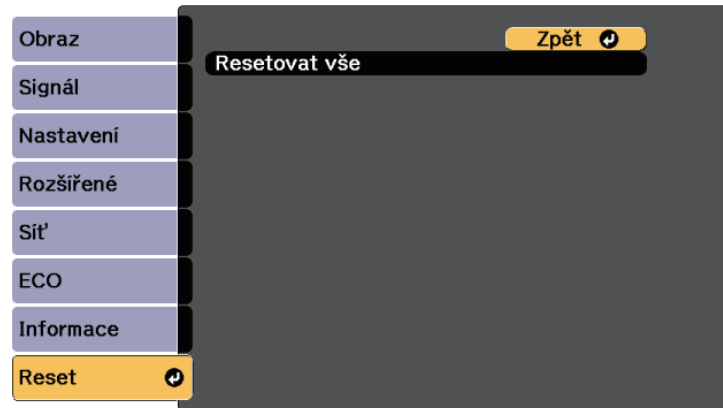 Obraz
Signál
Nastavení
Rozšířené
Síť
ECO
Informace
Reset
Zpět
Resetovat vše